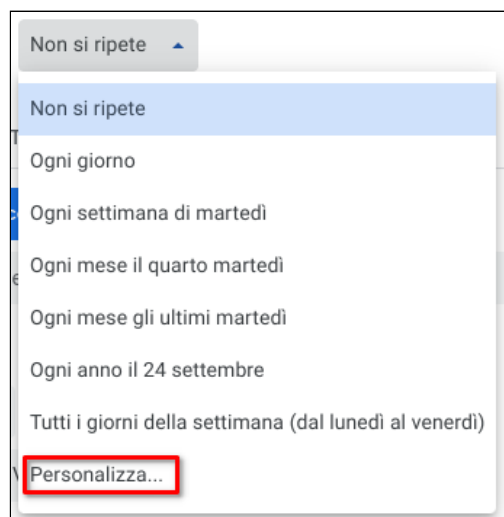 Non si ripete
Non si ripete
Ogni giorno
Ogni settimana di martedì
Ogni mese il quarto martedì
Ogni mese gli ultimi martedì
Ogni anno il 24 settembre
Tutti i giorni della settimana (dal lunedì al venerdì)
Personalizza...